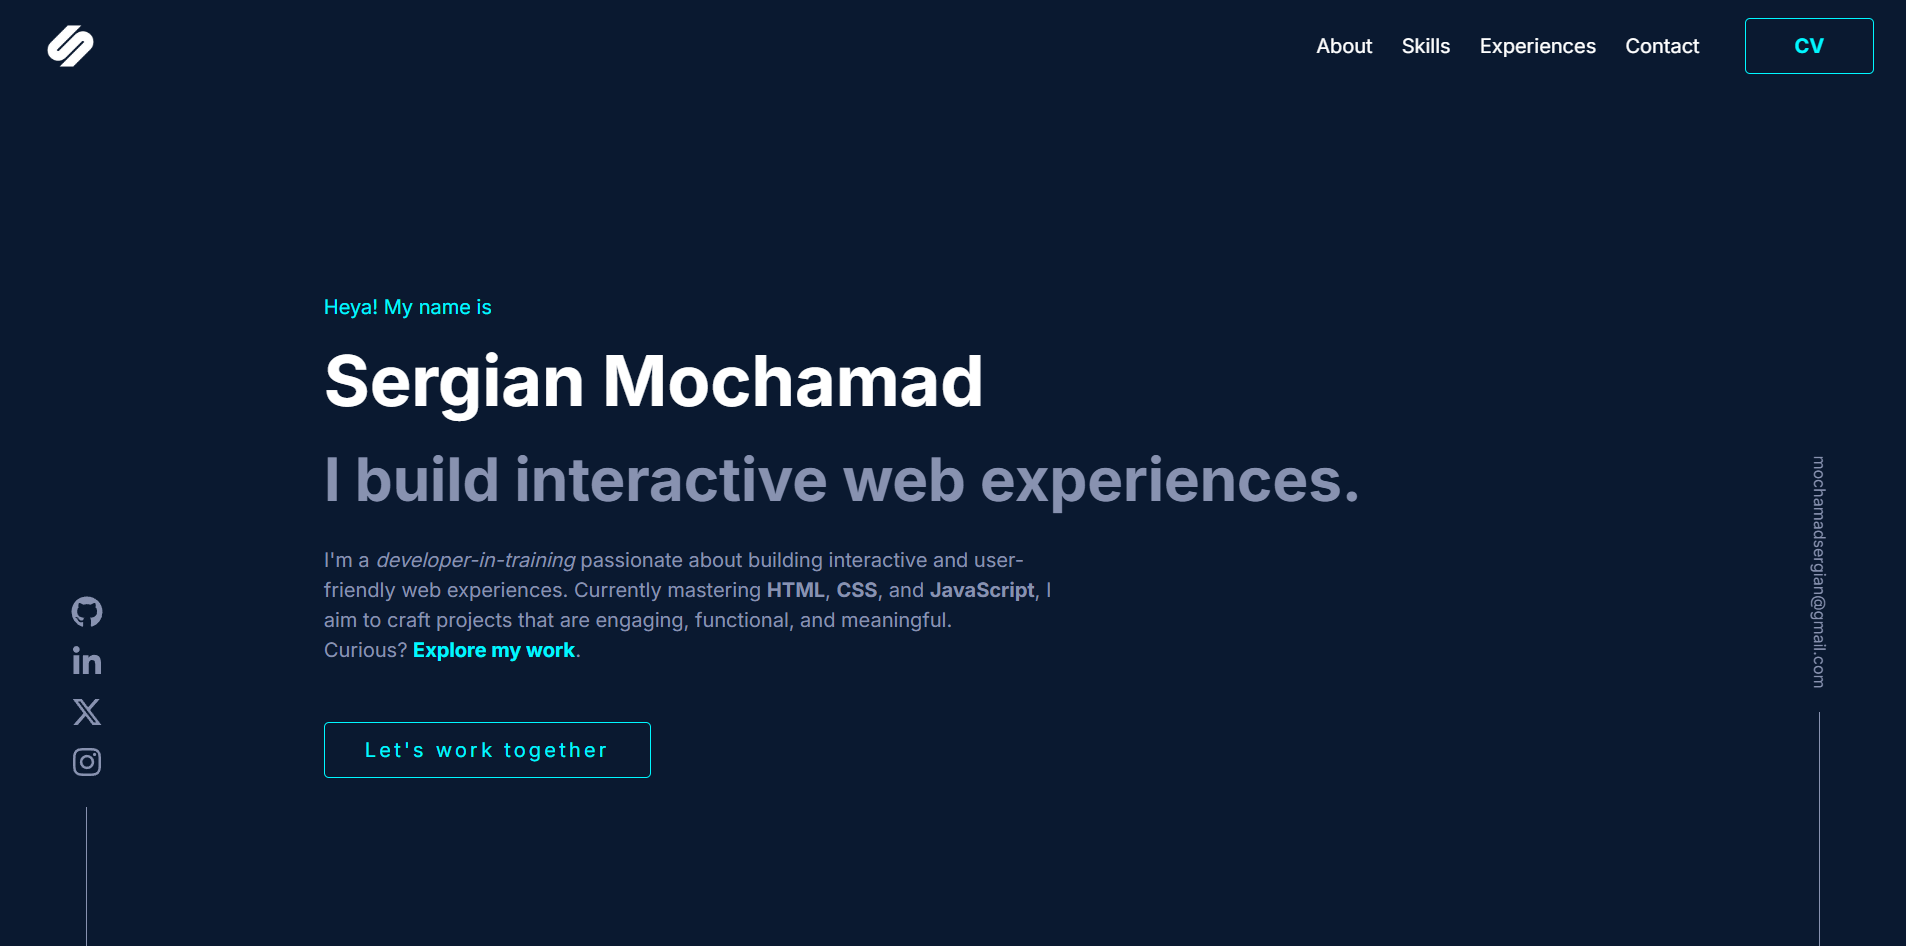 About Skills Experiences Contact CV
Heya! My name is
Sergian Mochamad
I build interactive web experiences.
I'm a developer-in-training passionate about building interactive and user-
friendly web experiences. Currently mastering HTML, CSS, and JavaScript, I
aim to craft projects that are engaging, functional, and meaningful.
Curious? Explore my work.
Let's work together
mochamadsergian@gmail.com